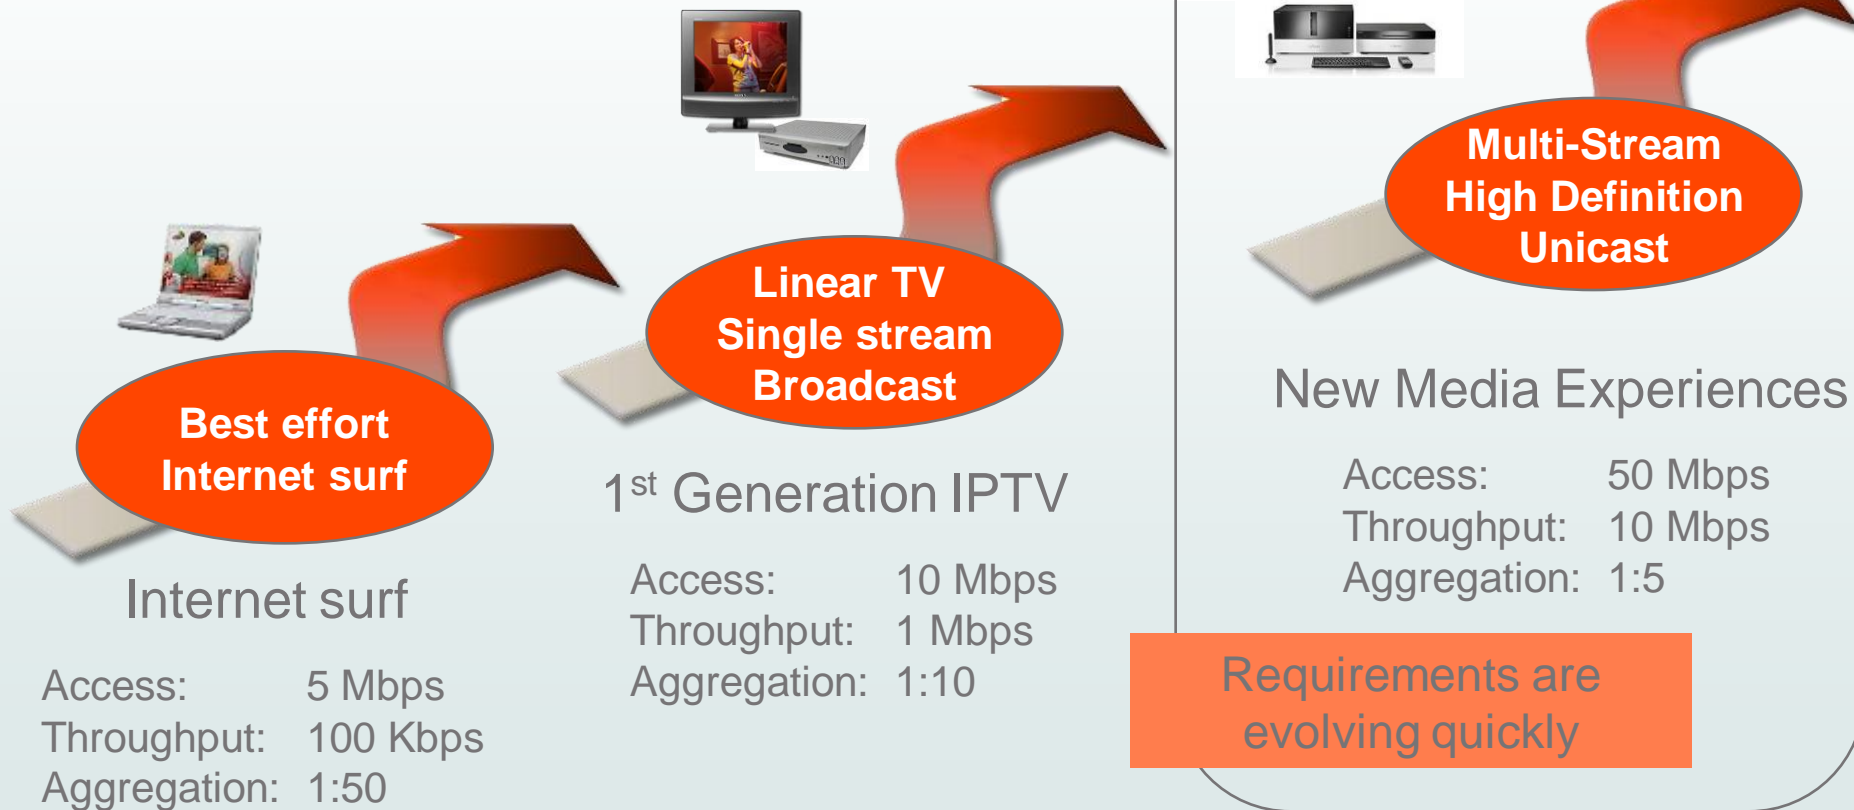 Best effort
Internet surf
Internet surf
Access: 5 Mbps
Throughput: 100 Kbps
Aggregation: 1:50
Linear TV
Single stream
Broadcast
1st Generation IPTV
Access: 10 Mbps
Throughput: 1 Mbps
Aggregation: 1:10
Multi-Stream
High Definition
Unicast
New Media Experiences
Access: 50 Mbps
Throughput: 10 Mbps
Aggregation: 1:5
Requirements are
evolving quickly